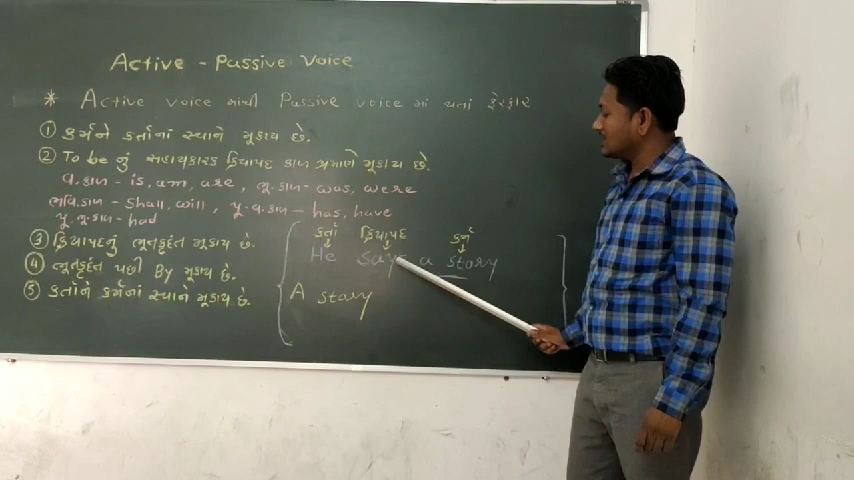 Active - Passive Voice
* Active voice માંથી Passive voice માં થતાં ફેરફાર
① કર્મને કર્તાનાં સ્થાને મૂકાય છે.
② To be નું સહાયકારક ક્રિયાપદ કાળ પ્રમાણે મૂકાય છે.
વ.કાળ - is, am, are, ભૂ.કાળ - was, were
ભવિ.કાળ - Shall, will, પૂ.વ.કાળ - has, have
પૂ.ભૂ.કાળ - had
③ ક્રિયાપદનું ભૂતકૃદંત મૂકાય છે.
④ ભૂતકૃદંત પછી By મૂકાય છે.
⑤ કર્તાને કર્મનાં સ્થાને મૂકાય છે.
કર્તા ક્રિયાપદ કર્મ
He says a story
A story